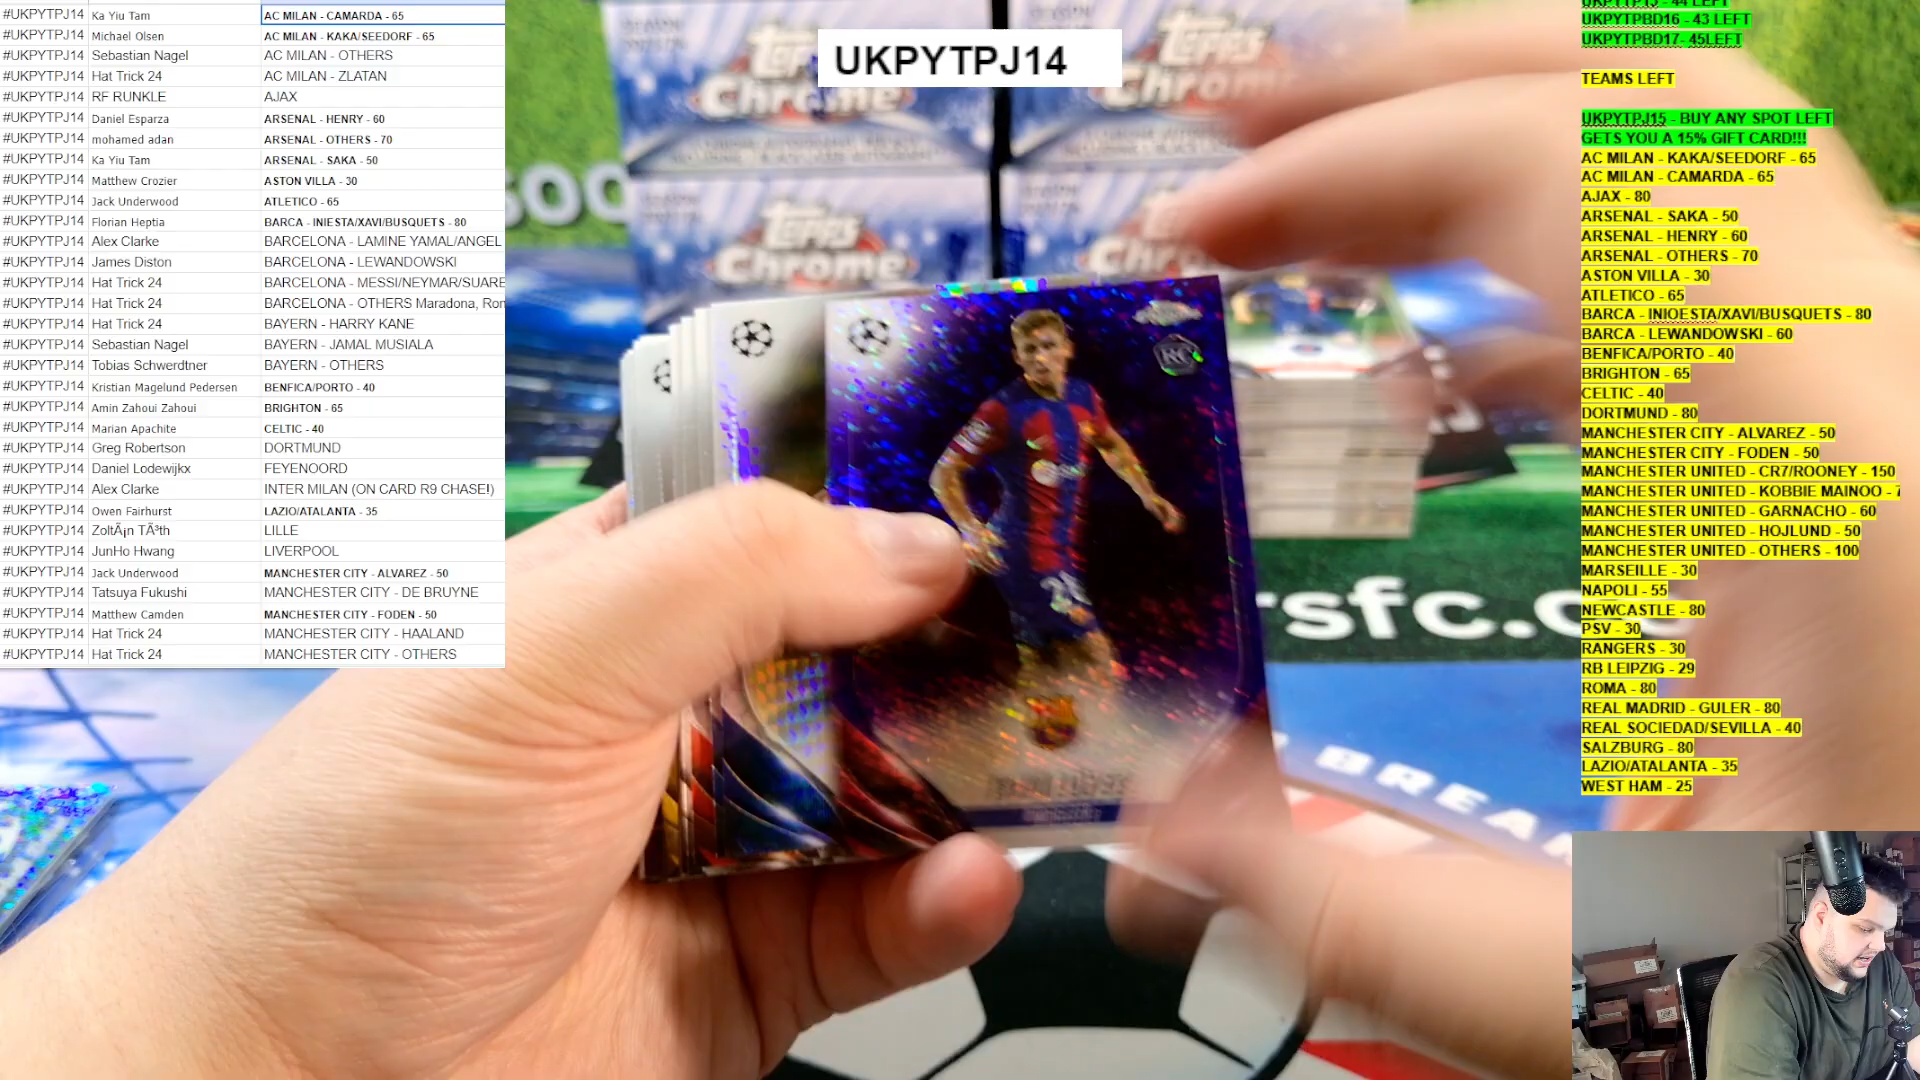 #UKPYTPJ14 Ka Yiu Tam AC MILAN - CAMARDA - 65
#UKPYTPJ14 Michael Olsen AC MILAN - KAKA/SEEDORF - 65
#UKPYTPJ14 Sebastian Nagel AC MILAN - OTHERS
#UKPYTPJ14 Hat Trick 24 AC MILAN - ZLATAN
#UKPYTPJ14 RF RUNKLE AJAX
#UKPYTPJ14 Daniel Esparza ARSENAL - HENRY - 60
#UKPYTPJ14 mohamed adan ARSENAL - OTHERS - 70
#UKPYTPJ14 Ka Yiu Tam ARSENAL - SAKA - 50
#UKPYTPJ14 Matthew Crozier ASTON VILLA - 30
#UKPYTPJ14 Jack Underwood ATLETICO - 65
#UKPYTPJ14 Florian Heptia BARCA - INIESTA/XAVI/BUSQUETS - 80
#UKPYTPJ14 Alex Clarke BARCELONA - LAMINE YAMAL/ANGEL
#UKPYTPJ14 James Diston BARCELONA - LEWANDOWSKI
#UKPYTPJ14 Hat Trick 24 BARCELONA - MESSI/NEYMAR/SUARE
#UKPYTPJ14 Hat Trick 24 BARCELONA - OTHERS Maradona, Ron
#UKPYTPJ14 Hat Trick 24 BAYERN - HARRY KANE
#UKPYTPJ14 Sebastian Nagel BAYERN - JAMAL MUSIALA
#UKPYTPJ14 Tobias Schwerdtner BAYERN - OTHERS
#UKPYTPJ14 Kristian Magelund Pedersen BENFICA/PORTO - 40
#UKPYTPJ14 Amin Zahoui Zahoui BRIGHTON - 65
#UKPYTPJ14 Marian Apachite CELTIC - 40
#UKPYTPJ14 Greg Robertson DORTMUND
#UKPYTPJ14 Daniel Lodewijkx FEYENOORD
#UKPYTPJ14 Alex Clarke INTER MILAN (ON CARD R9 CHASE!)
#UKPYTPJ14 Owen Fairhurst LAZIO/ATALANTA - 35
#UKPYTPJ14 ZoltÃ¡n TÃ³th LILLE
#UKPYTPJ14 JunHo Hwang LIVERPOOL
#UKPYTPJ14 Jack Underwood MANCHESTER CITY - ALVAREZ - 50
#UKPYTPJ14 Tatsuya Fukushi MANCHESTER CITY - DE BRUYNE
#UKPYTPJ14 Matthew Camden MANCHESTER CITY - FODEN - 50
#UKPYTPJ14 Hat Trick 24 MANCHESTER CITY - HAALAND
#UKPYTPJ14 Hat Trick 24 MANCHESTER CITY - OTHERS
UKPYTPJ14
Topps Chrome
Topps Chrome
Topps Chrome
Topps Chrome
RC
rsfc.c
BREA
UKPYTPBD16 - 43 LEFT
UKPYTPBD17- 45LEFT
TEAMS LEFT
UKPYTPJ15 - BUY ANY SPOT LEFT
GETS YOU A 15% GIFT CARD!!!
AC MILAN - KAKA/SEEDORF - 65
AC MILAN - CAMARDA - 65
AJAX - 80
ARSENAL - SAKA - 50
ARSENAL - HENRY - 60
ARSENAL - OTHERS - 70
ASTON VILLA - 30
ATLETICO - 65
BARCA - INIOESTA/XAVI/BUSQUETS - 80
BARCA - LEWANDOWSKI - 60
BENFICA/PORTO - 40
BRIGHTON - 65
CELTIC - 40
DORTMUND - 80
MANCHESTER CITY - ALVAREZ - 50
MANCHESTER CITY - FODEN - 50
MANCHESTER UNITED - CR7/ROONEY - 150
MANCHESTER UNITED - KOBBIE MAINOO - 7
MANCHESTER UNITED - GARNACHO - 60
MANCHESTER UNITED - HOJLUND - 50
MANCHESTER UNITED - OTHERS - 100
MARSEILLE - 30
NAPOLI - 55
NEWCASTLE - 80
PSV - 30
RANGERS - 30
RB LEIPZIG - 29
ROMA - 80
REAL MADRID - GULER - 80
REAL SOCIEDAD/SEVILLA - 40
SALZBURG - 80
LAZIO/ATALANTA - 35
WEST HAM - 25